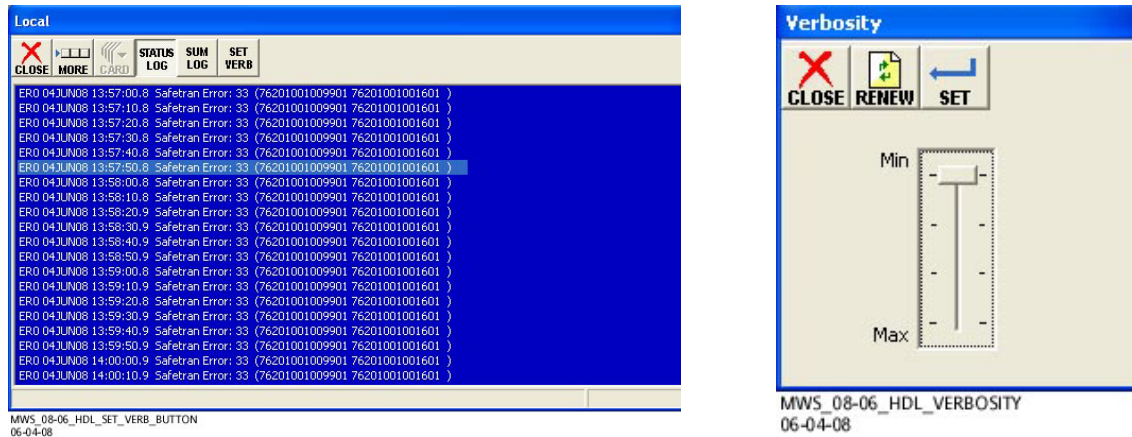 Local
CLOSE MORE CARD STATUS LOG SUM LOG SET VERB
ER0 04JUN08 13:57:00.8 Safetran Error: 33 (76201001009901 76201001001601 )
ER0 04JUN08 13:57:10.8 Safetran Error: 33 (76201001009901 76201001001601 )
ER0 04JUN08 13:57:20.8 Safetran Error: 33 (76201001009901 76201001001601 )
ER0 04JUN08 13:57:30.8 Safetran Error: 33 (76201001009901 76201001001601 )
ER0 04JUN08 13:57:40.8 Safetran Error: 33 (76201001009901 76201001001601 )
ER0 04JUN08 13:57:50.8 Safetran Error: 33 (76201001009901 76201001001601 )
ER0 04JUN08 13:58:00.8 Safetran Error: 33 (76201001009901 76201001001601 )
ER0 04JUN08 13:58:10.8 Safetran Error: 33 (76201001009901 76201001001601 )
ER0 04JUN08 13:58:20.9 Safetran Error: 33 (76201001009901 76201001001601 )
ER0 04JUN08 13:58:30.9 Safetran Error: 33 (76201001009901 76201001001601 )
ER0 04JUN08 13:58:40.9 Safetran Error: 33 (76201001009901 76201001001601 )
ER0 04JUN08 13:58:50.9 Safetran Error: 33 (76201001009901 76201001001601 )
ER0 04JUN08 13:59:00.8 Safetran Error: 33 (76201001009901 76201001001601 )
ER0 04JUN08 13:59:10.9 Safetran Error: 33 (76201001009901 76201001001601 )
ER0 04JUN08 13:59:20.8 Safetran Error: 33 (76201001009901 76201001001601 )
ER0 04JUN08 13:59:30.9 Safetran Error: 33 (76201001009901 76201001001601 )
ER0 04JUN08 13:59:40.9 Safetran Error: 33 (76201001009901 76201001001601 )
ER0 04JUN08 13:59:50.9 Safetran Error: 33 (76201001009901 76201001001601 )
ER0 04JUN08 14:00:00.9 Safetran Error: 33 (76201001009901 76201001001601 )
ER0 04JUN08 14:00:10.9 Safetran Error: 33 (76201001009901 76201001001601 )
MWS_08-06_HDL_SET_VERB_BUTTON
06-04-08
Verbosity
CLOSE RENEW SET
Min
Max
MWS_08-06_HDL_VERBOSITY
06-04-08